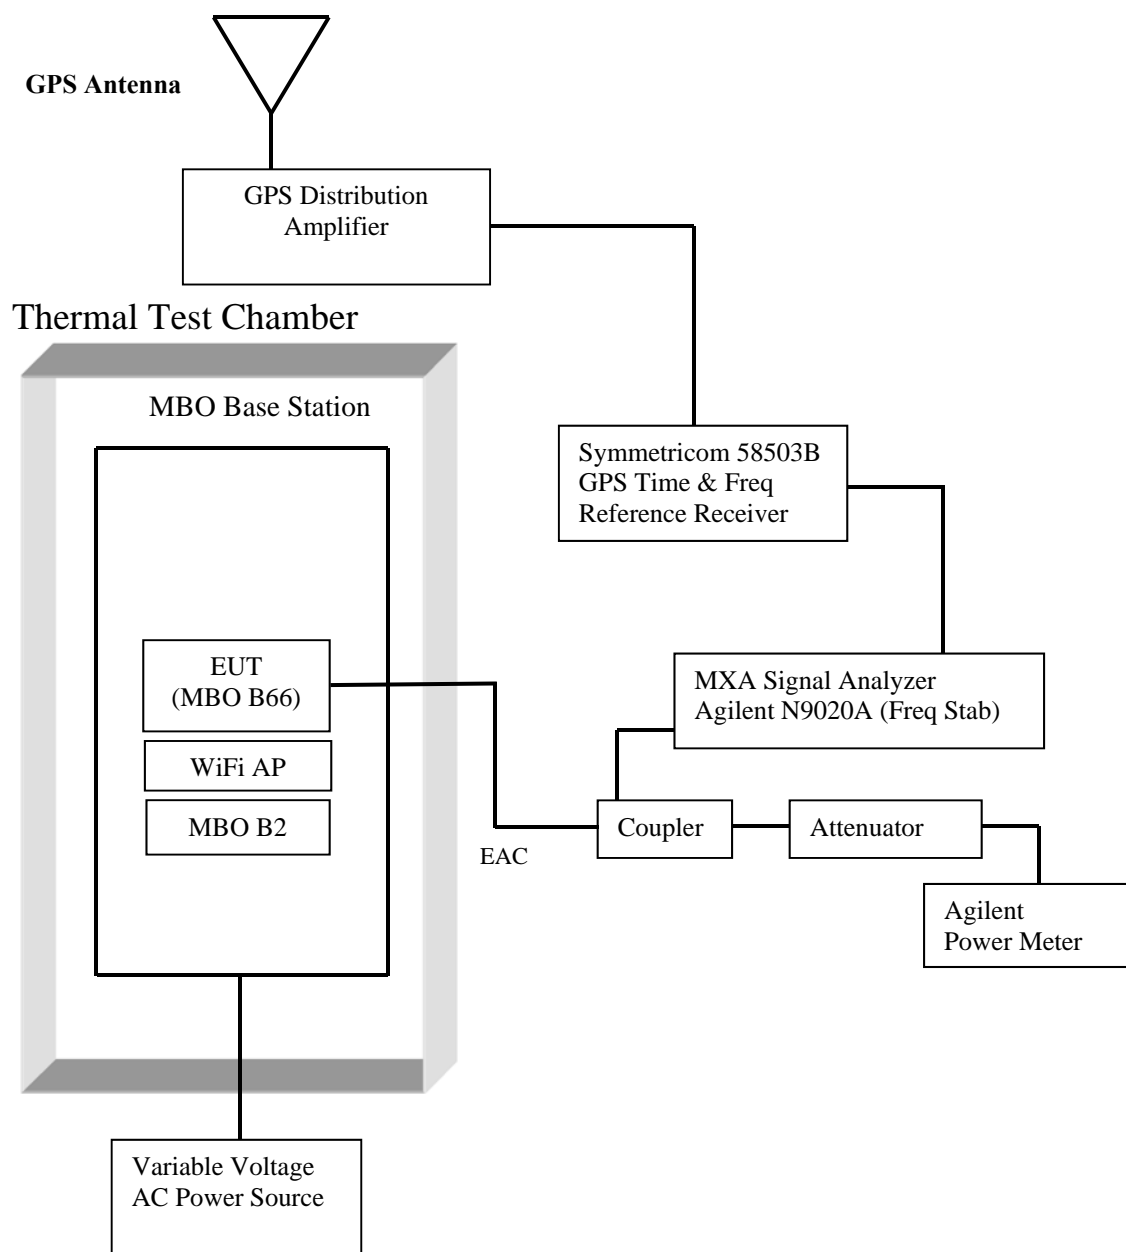 GPS Antenna
GPS Distribution
Amplifier
Thermal Test Chamber
MBO Base Station
Symmetricom 58503B
GPS Time & Freq
Reference Receiver
EUT
(MBO B66)
MXA Signal Analyzer
Agilent N9020A (Freq Stab)
WiFi AP
MBO B2
Coupler
Attenuator
EAC
Agilent
Power Meter
Variable Voltage
AC Power Source